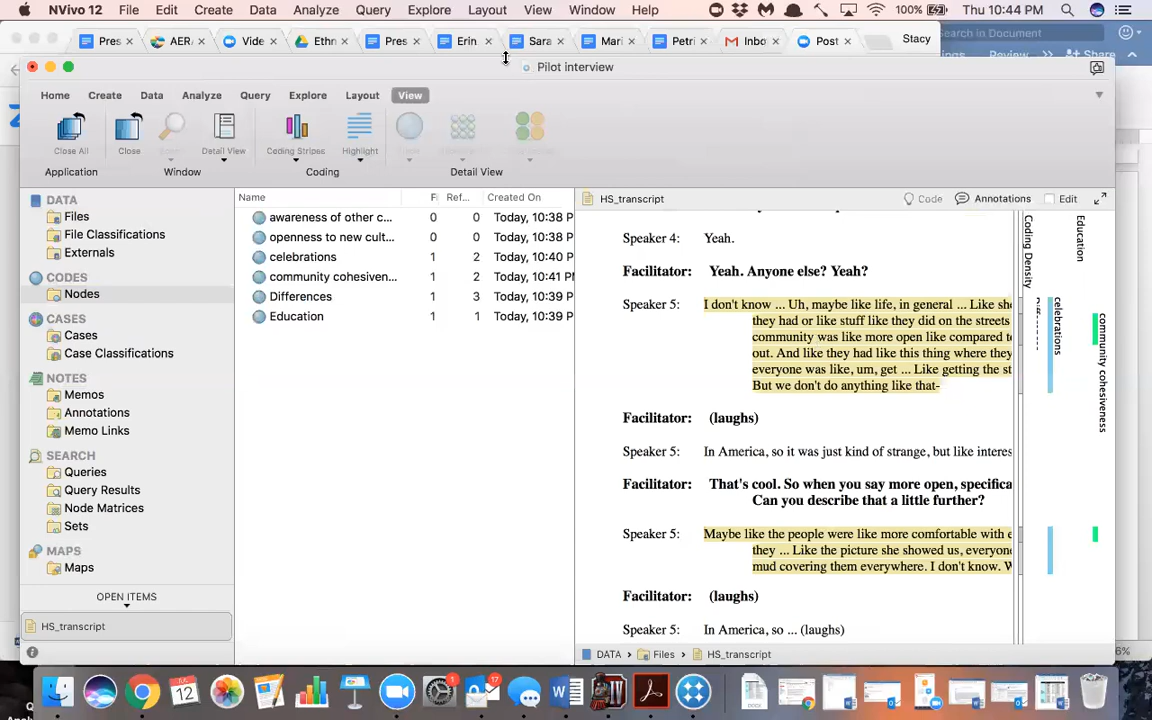 NVivo 12 File Edit Create Data Analyze Query Explore Layout View Window Help 100% Thu 10:44 PM
Pres AER Vide Ethn Pres Erin Sara Mari Petri Inbo Post Stacy Search in Document
Pilot interview Share
Home Create Data Analyze Query Explore Layout View
Close All Close Detail View Coding Stripes Highlight
Application Window Coding Detail View
DATA
Files
File Classifications
Externals
CODES
Nodes
CASES
Cases
Case Classifications
NOTES
Memos
Annotations
Memo Links
SEARCH
Queries
Query Results
Node Matrices
Sets
MAPS
Maps
OPEN ITEMS
HS_transcript
Name Fi Ref... Created On
awareness of other c... 0 0 Today, 10:38 P
openness to new cult... 0 0 Today, 10:38 P
celebrations 1 2 Today, 10:40 P
community cohesiven... 1 2 Today, 10:41 PM
Differences 1 3 Today, 10:39 P
Education 1 1 Today, 10:39 P
HS_transcript Code Annotations Edit
Speaker 4: Yeah.
Facilitator: Yeah. Anyone else? Yeah?
Speaker 5: I don't know ... Uh, maybe like life, in general ... Like sh
they had or like stuff like they did on the streets
community was like more open like compared t
out. And like they had like this thing where they
everyone was like, um, get ... Like getting the st
But we don't do anything like that-
Facilitator: (laughs)
Speaker 5: In America, so it was just kind of strange, but like interes
Facilitator: That's cool. So when you say more open, specifica
Can you describe that a little further?
Speaker 5: Maybe like the people were like more comfortable with e
they ... Like the picture she showed us, everyon
mud covering them everywhere. I don't know. W
Facilitator: (laughs)
Speaker 5: In America, so ... (laughs)
Coding Density
celebrations
Education
community cohesiveness
DATA Files HS_transcript
6%
JUL
12
1
17